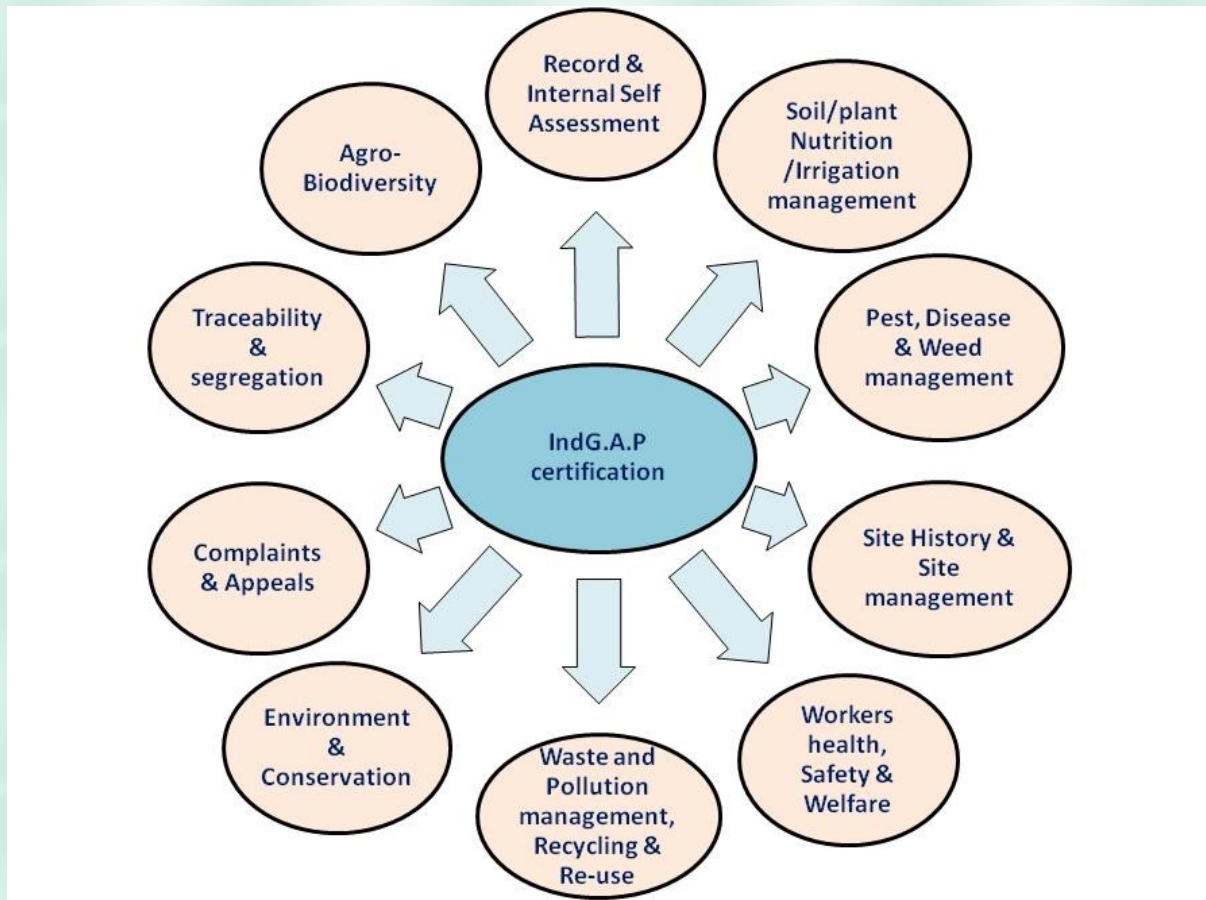 Record &
Internal Self
Assessment
Soil/plant
Nutrition
/Irrigation
management
Pest, Disease
& Weed
management
Site History &
Site
management
Workers
health,
Safety &
Welfare
Waste and
Pollution
management,
Recycling &
Re-use
Environment
&
Conservation
Complaints
& Appeals
Traceability
&
segregation
Agro-
Biodiversity
IndG.A.P
certification